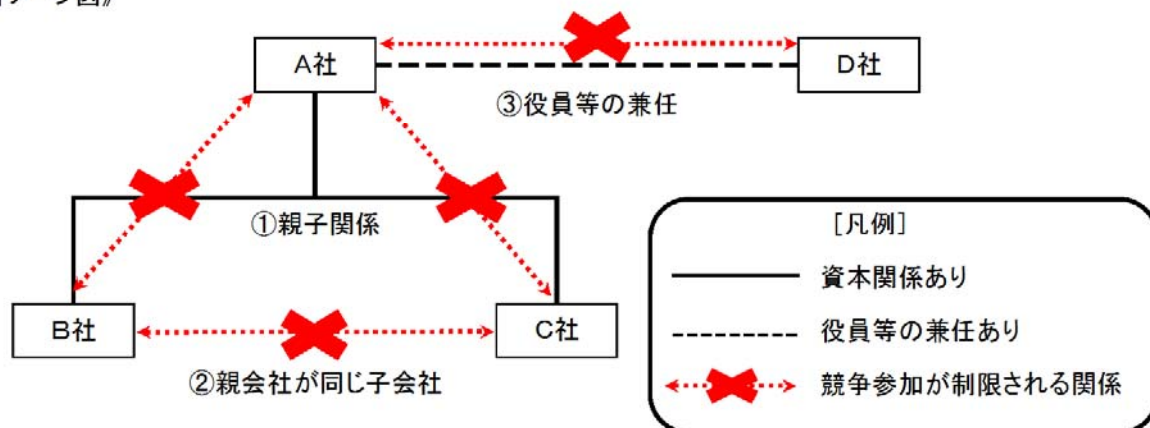 A社
D社
③役員等の兼任
①親子関係
B社
C社
②親会社が同じ子会社
[凡例]
資本関係あり
役員等の兼任あり
競争参加が制限される関係